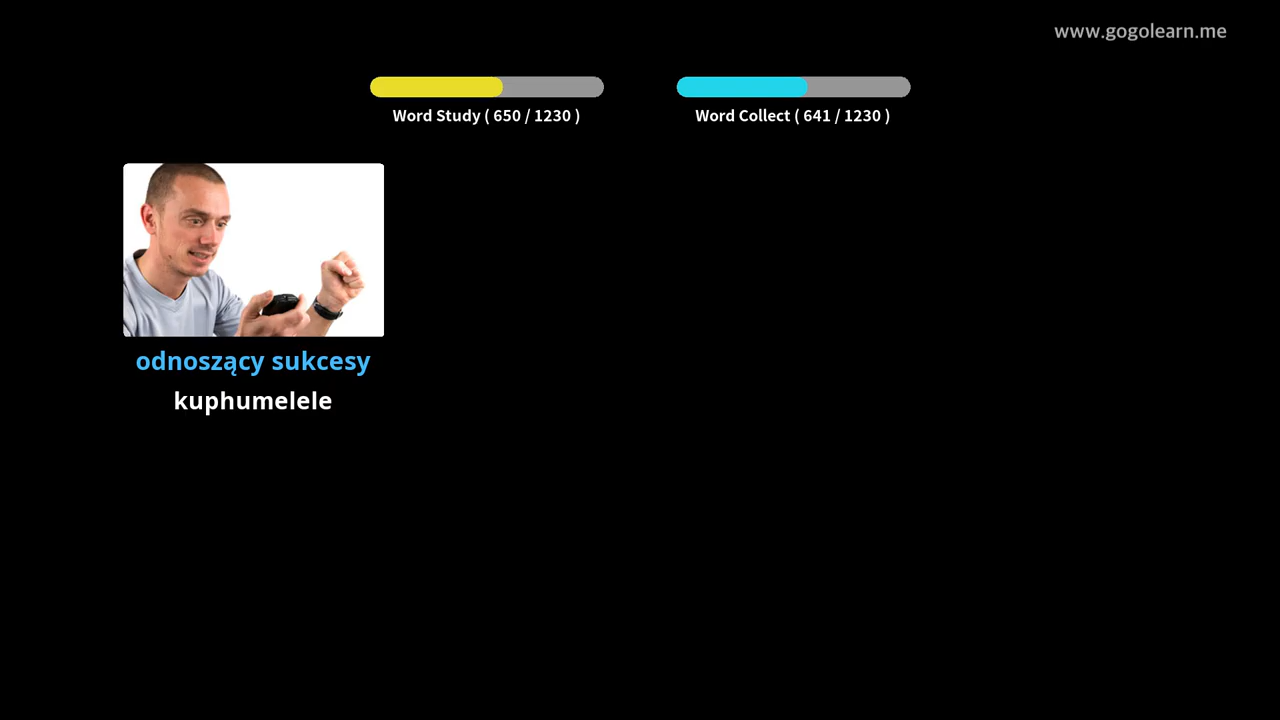 www.gogolearn.me
Word Study ( 650 / 1230 )
Word Collect ( 641 / 1230 )
odnoszący sukcesy
kuphumelele